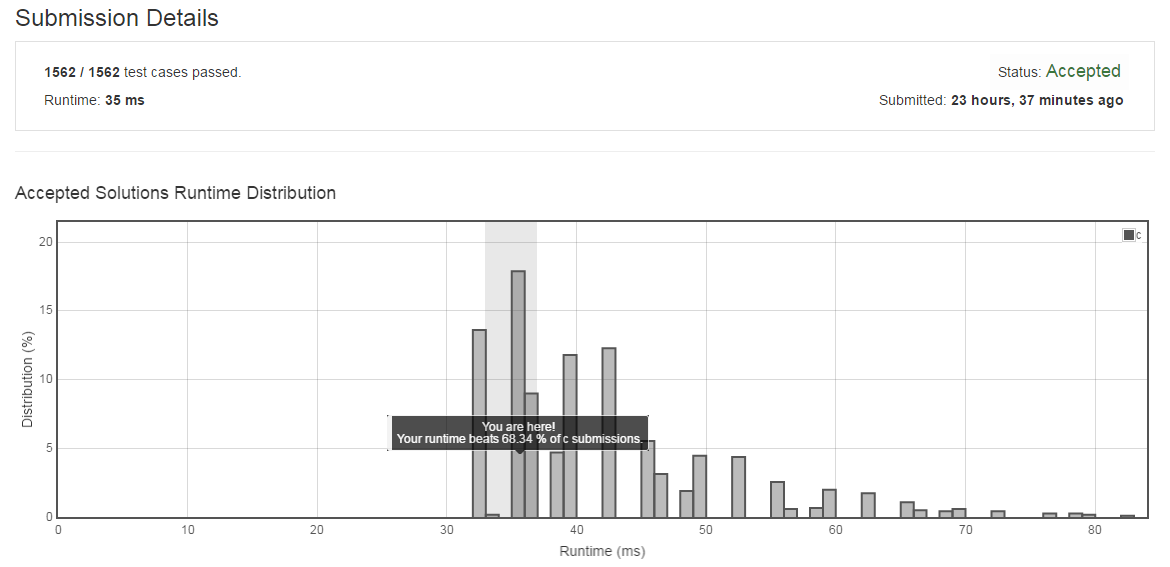 Submission Details
1562 / 1562 test cases passed.
Status: Accepted
Runtime: 35 ms
Submitted: 23 hours, 37 minutes ago
Accepted Solutions Runtime Distribution
c
20
15
10
5
0
Distribution (%)
You are here!
Your runtime beats 68.34 % of c submissions.
0 10 20 30 40 50 60 70 80
Runtime (ms)